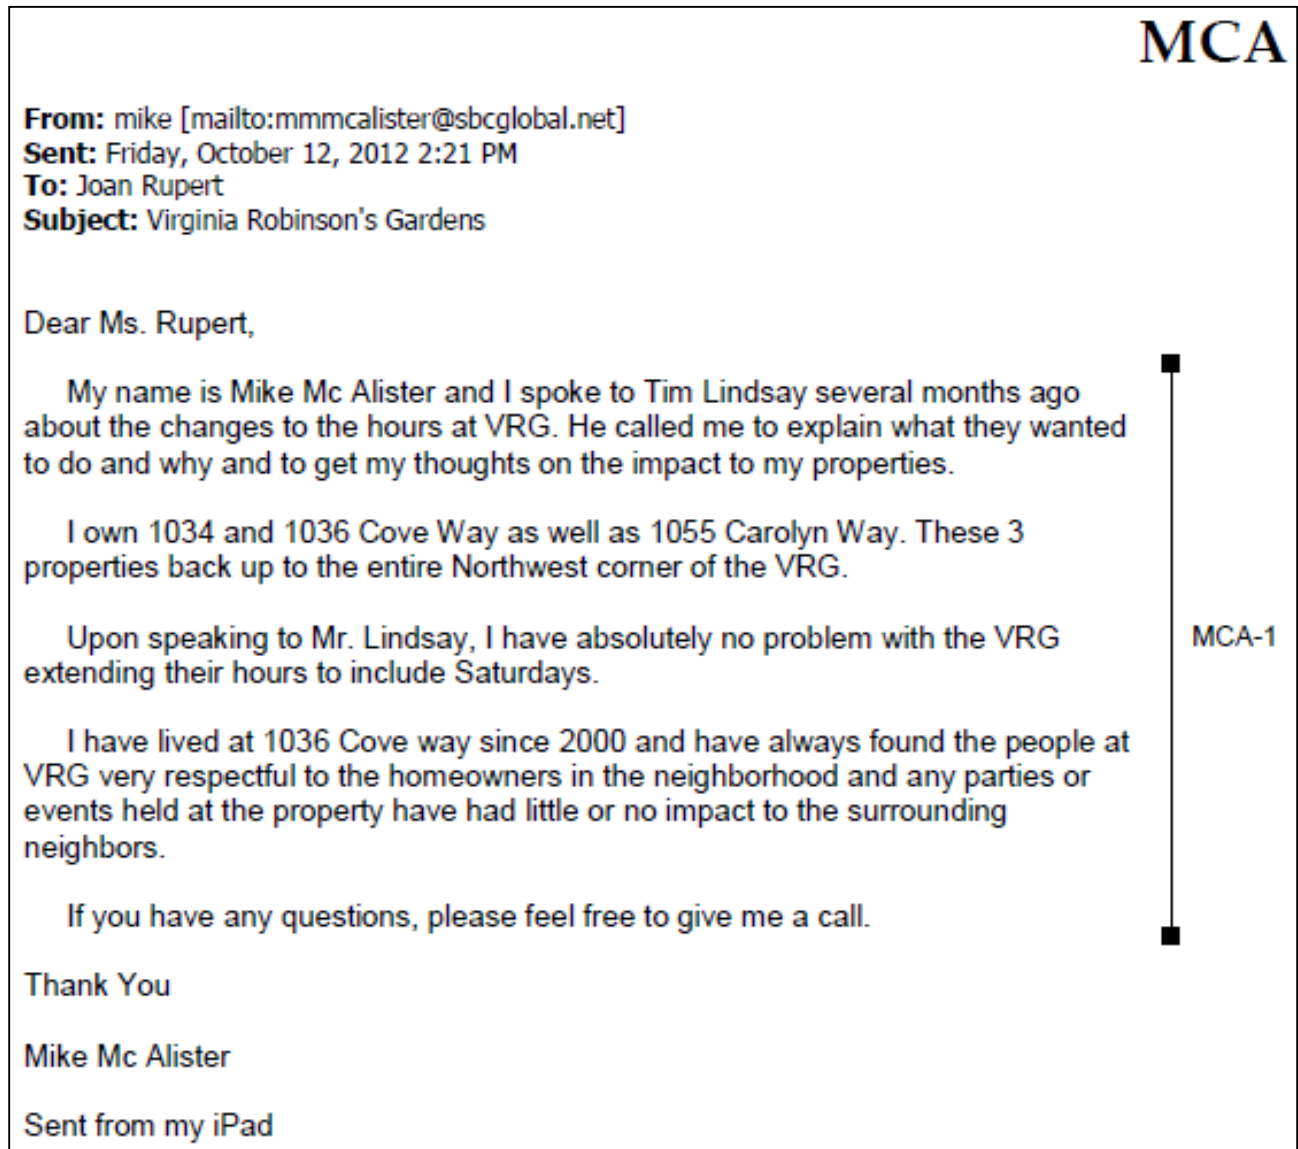 MCA
From: mike [mailto:mmmcalister@sbcglobal.net]
Sent: Friday, October 12, 2012 2:21 PM
To: Joan Rupert
Subject: Virginia Robinson's Gardens
Dear Ms. Rupert,
My name is Mike Mc Alister and I spoke to Tim Lindsay several months ago
about the changes to the hours at VRG. He called me to explain what they wanted
to do and why and to get my thoughts on the impact to my properties.
I own 1034 and 1036 Cove Way as well as 1055 Carolyn Way. These 3
properties back up to the entire Northwest corner of the VRG.
Upon speaking to Mr. Lindsay, I have absolutely no problem with the VRG
extending their hours to include Saturdays.
MCA-1
I have lived at 1036 Cove way since 2000 and have always found the people at
VRG very respectful to the homeowners in the neighborhood and any parties or
events held at the property have had little or no impact to the surrounding
neighbors.
If you have any questions, please feel free to give me a call.
Thank You
Mike Mc Alister
Sent from my iPad